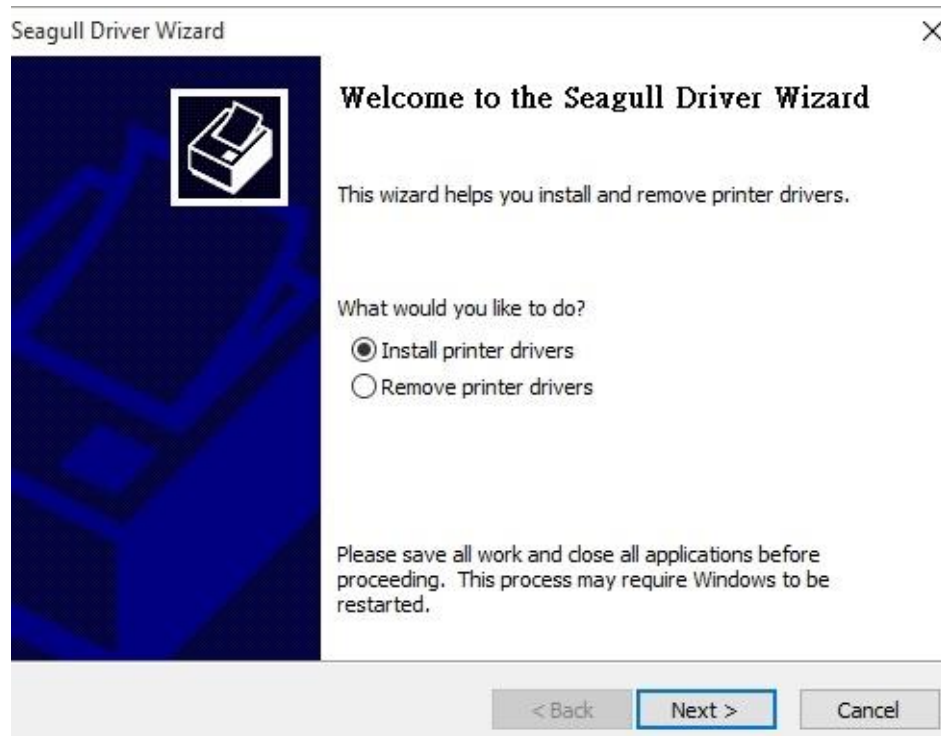 Seagull Driver Wizard
Welcome to the Seagull Driver Wizard
This wizard helps you install and remove printer drivers.
What would you like to do?
Install printer drivers
Remove printer drivers
Please save all work and close all applications before
proceeding. This process may require Windows to be
restarted.
< Back Next > Cancel